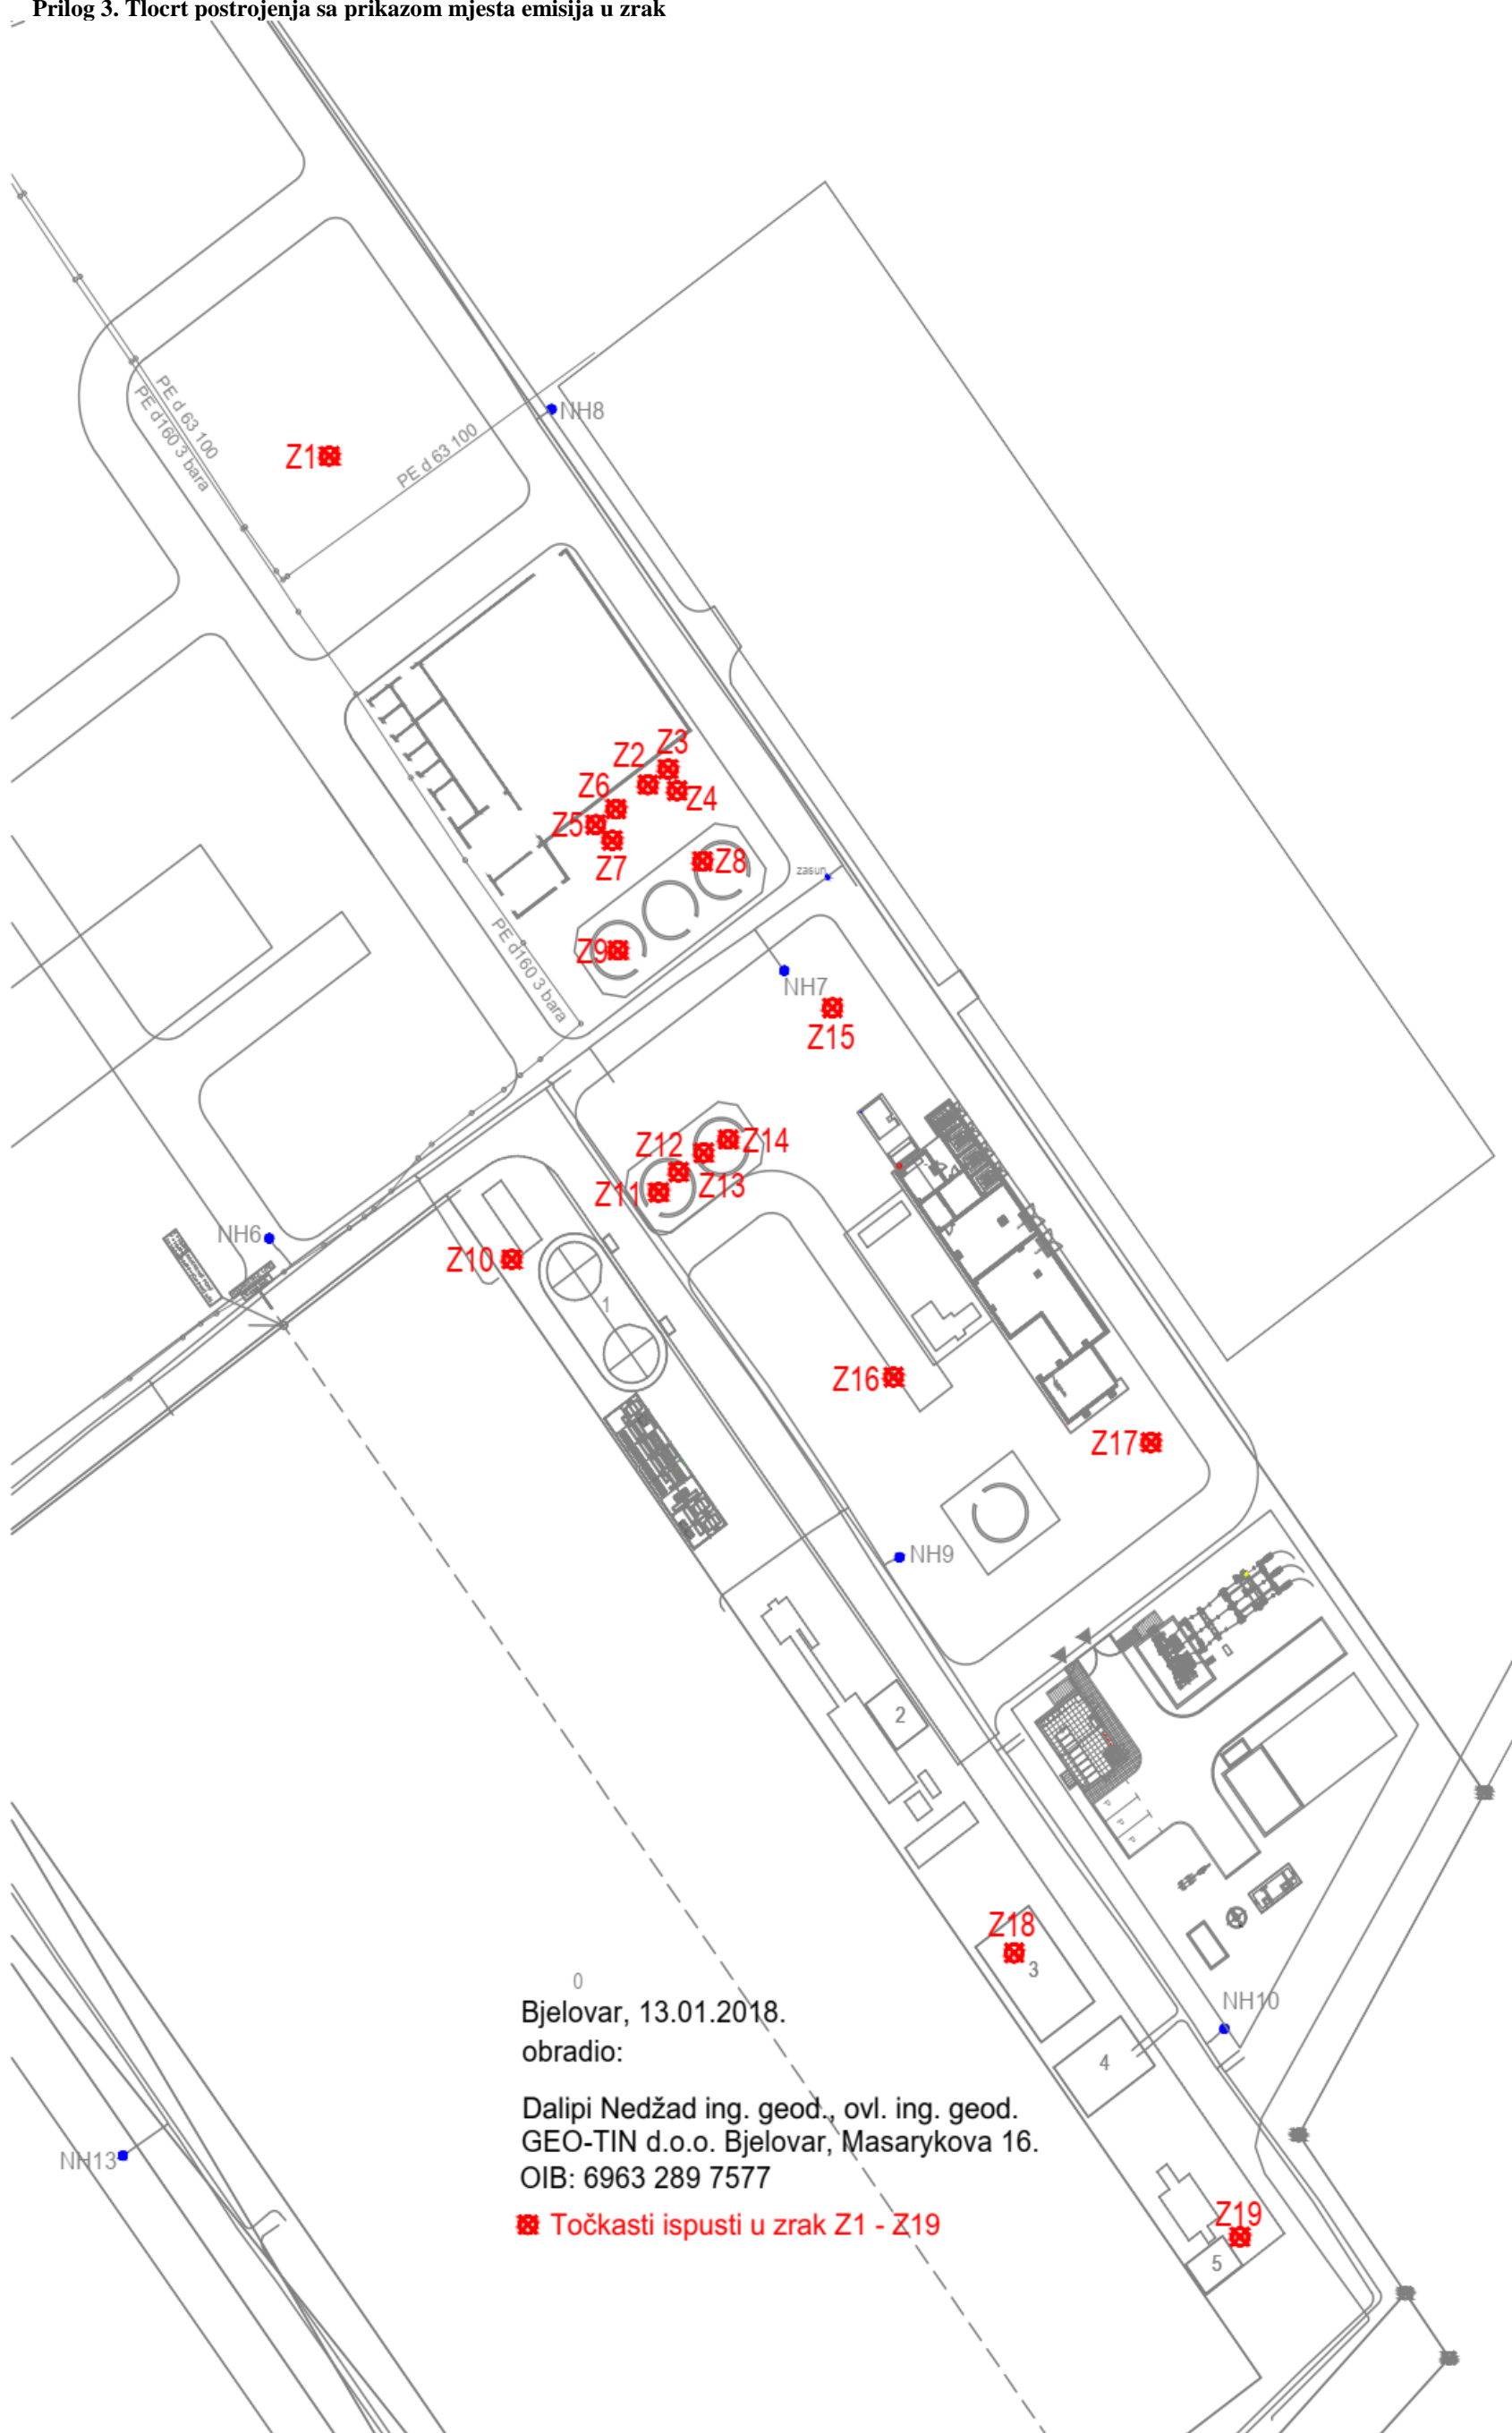 Prilog 3. Tlocrt postrojenja sa prikazom mjesta emisija u zrak
NH8
PE d 63 100
PE d160 3 bara
PE d 63 100
Z1
Z3
Z2
Z6
Z4
Z5
Z7
Z8
zasun
Z9
PE d160 3 bara
NH7
Z15
Z12
Z14
Z13
Z11
NH6
Z10
1
Z16
Z17
NH9
2
P
P
P
Z18
3
0
NH10
Bjelovar, 13.01.2018.
obradio:
4
Dalipi Nedžad ing. geod., ovl. ing. geod.
GEO-TIN d.o.o. Bjelovar, Masarykova 16.
NH13
OIB: 6963 289 7577
Z19
Točkasti ispusti u zrak Z1 - Z19
5